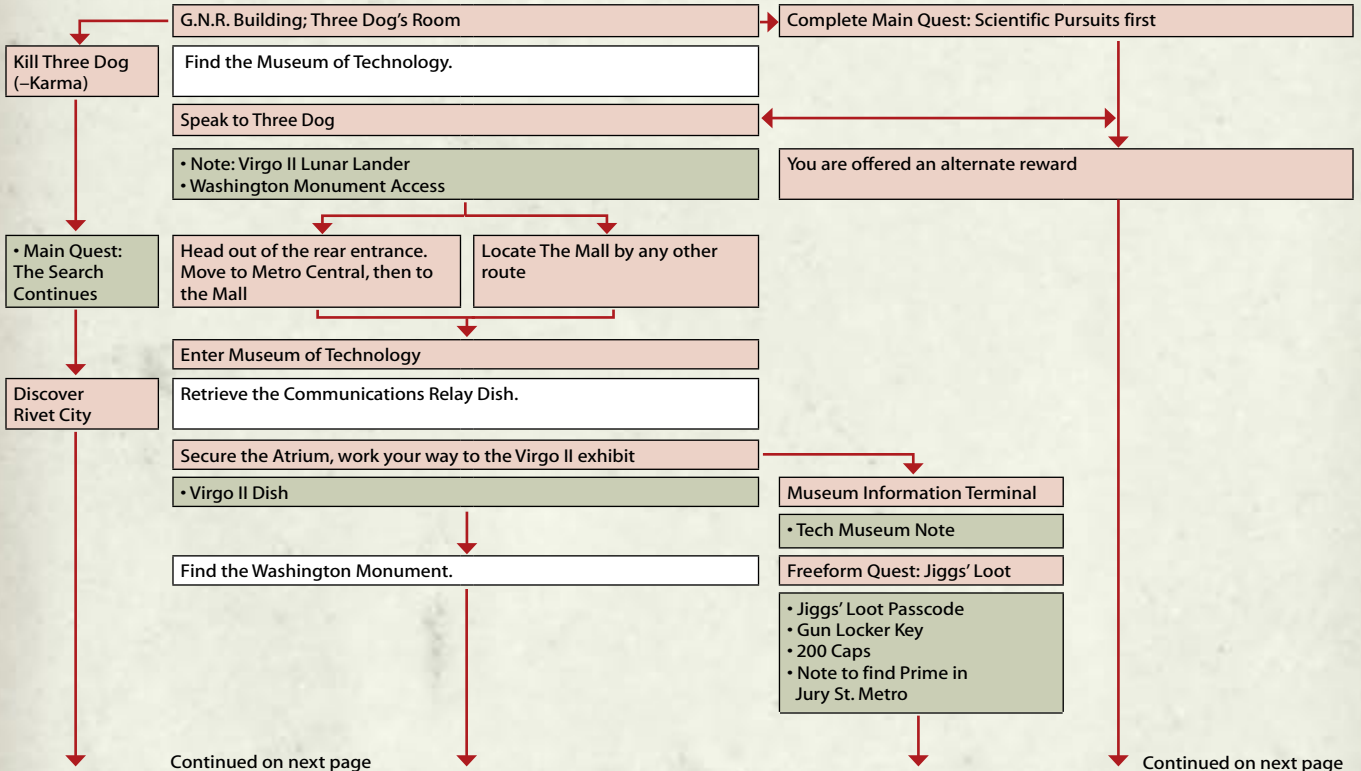 G.N.R. Building; Three Dog's Room
Complete Main Quest: Scientific Pursuits first
Kill Three Dog
(–Karma)
Find the Museum of Technology.
Speak to Three Dog
• Note: Virgo II Lunar Lander
• Washington Monument Access
You are offered an alternate reward
• Main Quest:
The Search
Continues
Head out of the rear entrance.
Move to Metro Central, then to
the Mall
Locate The Mall by any other
route
Enter Museum of Technology
Discover
Rivet City
Retrieve the Communications Relay Dish.
Secure the Atrium, work your way to the Virgo II exhibit
• Virgo II Dish
Museum Information Terminal
• Tech Museum Note
Find the Washington Monument.
Freeform Quest: Jiggs' Loot
• Jiggs' Loot Passcode
• Gun Locker Key
• 200 Caps
• Note to find Prime in
Jury St. Metro
Continued on next page
Continued on next page